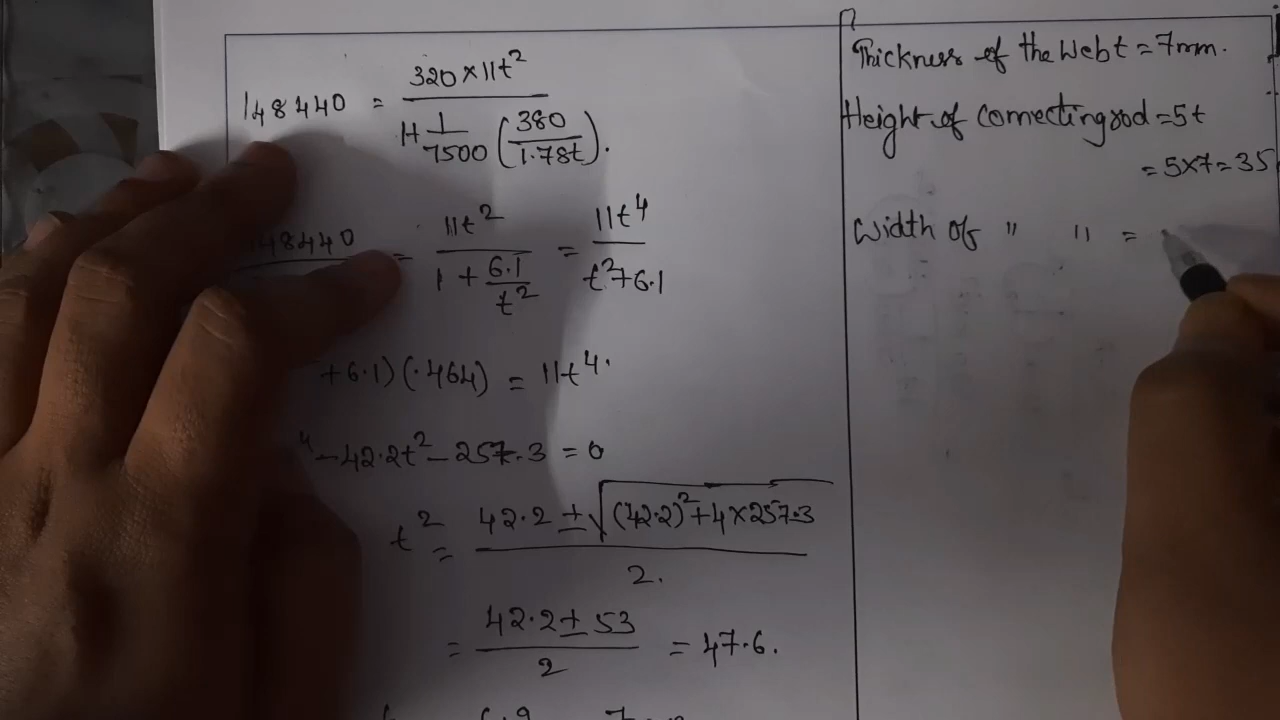 148440 = 320 × 11t² / 1+ 1/7500 (380/1.78t).
48440 = 11t² / 1 + 6.1/t² = 11t⁴ / t²+6.1
+6.1) (.464) = 11t⁴.
⁴ - 42.2t² - 257.3 = 0
t² = 42.2 ± √(42.2)² + 4×257.3 / 2.
= 42.2 ± 53 / 2 = 47.6.
6.9
Thickness of the Web t = 7mm.
Height of Connecting rod = 5t
= 5×7 = 35
Width of " " =